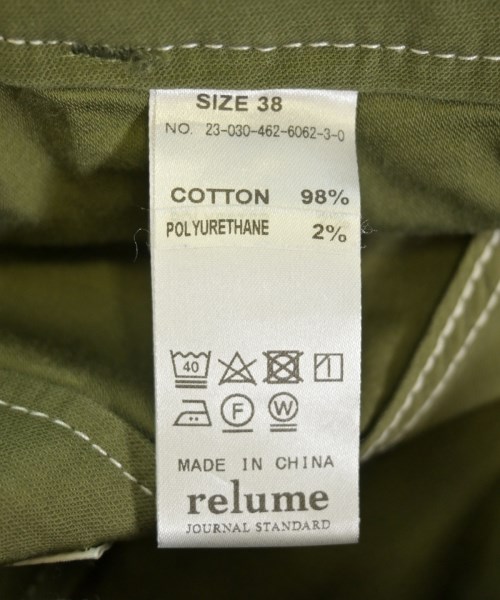 SIZE 38
NO. 23-030-462-6062-3-0
COTTON 98%
POLYURETHANE 2%
40
F W
MADE IN CHINA
relume
JOURNAL STANDARD